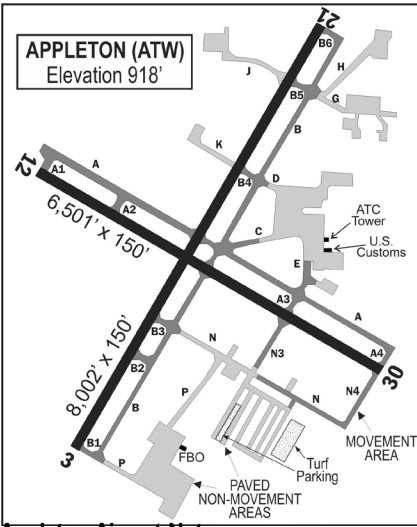 APPLETON (ATW)
Elevation 918’
21
B6
J
H
B5
G
B
K
B4
D
12
A1
A
A2
6,501’ x 150’
C
ATC
Tower
U.S.
Customs
E
A3
A
A4
30
B3
N
N3
8,002’ x 150’
B2
P
B
N
N4
MOVEMENT
AREA
B1
3
P
FBO
Turf
Parking
PAVED
NON-MOVEMENT
AREAS